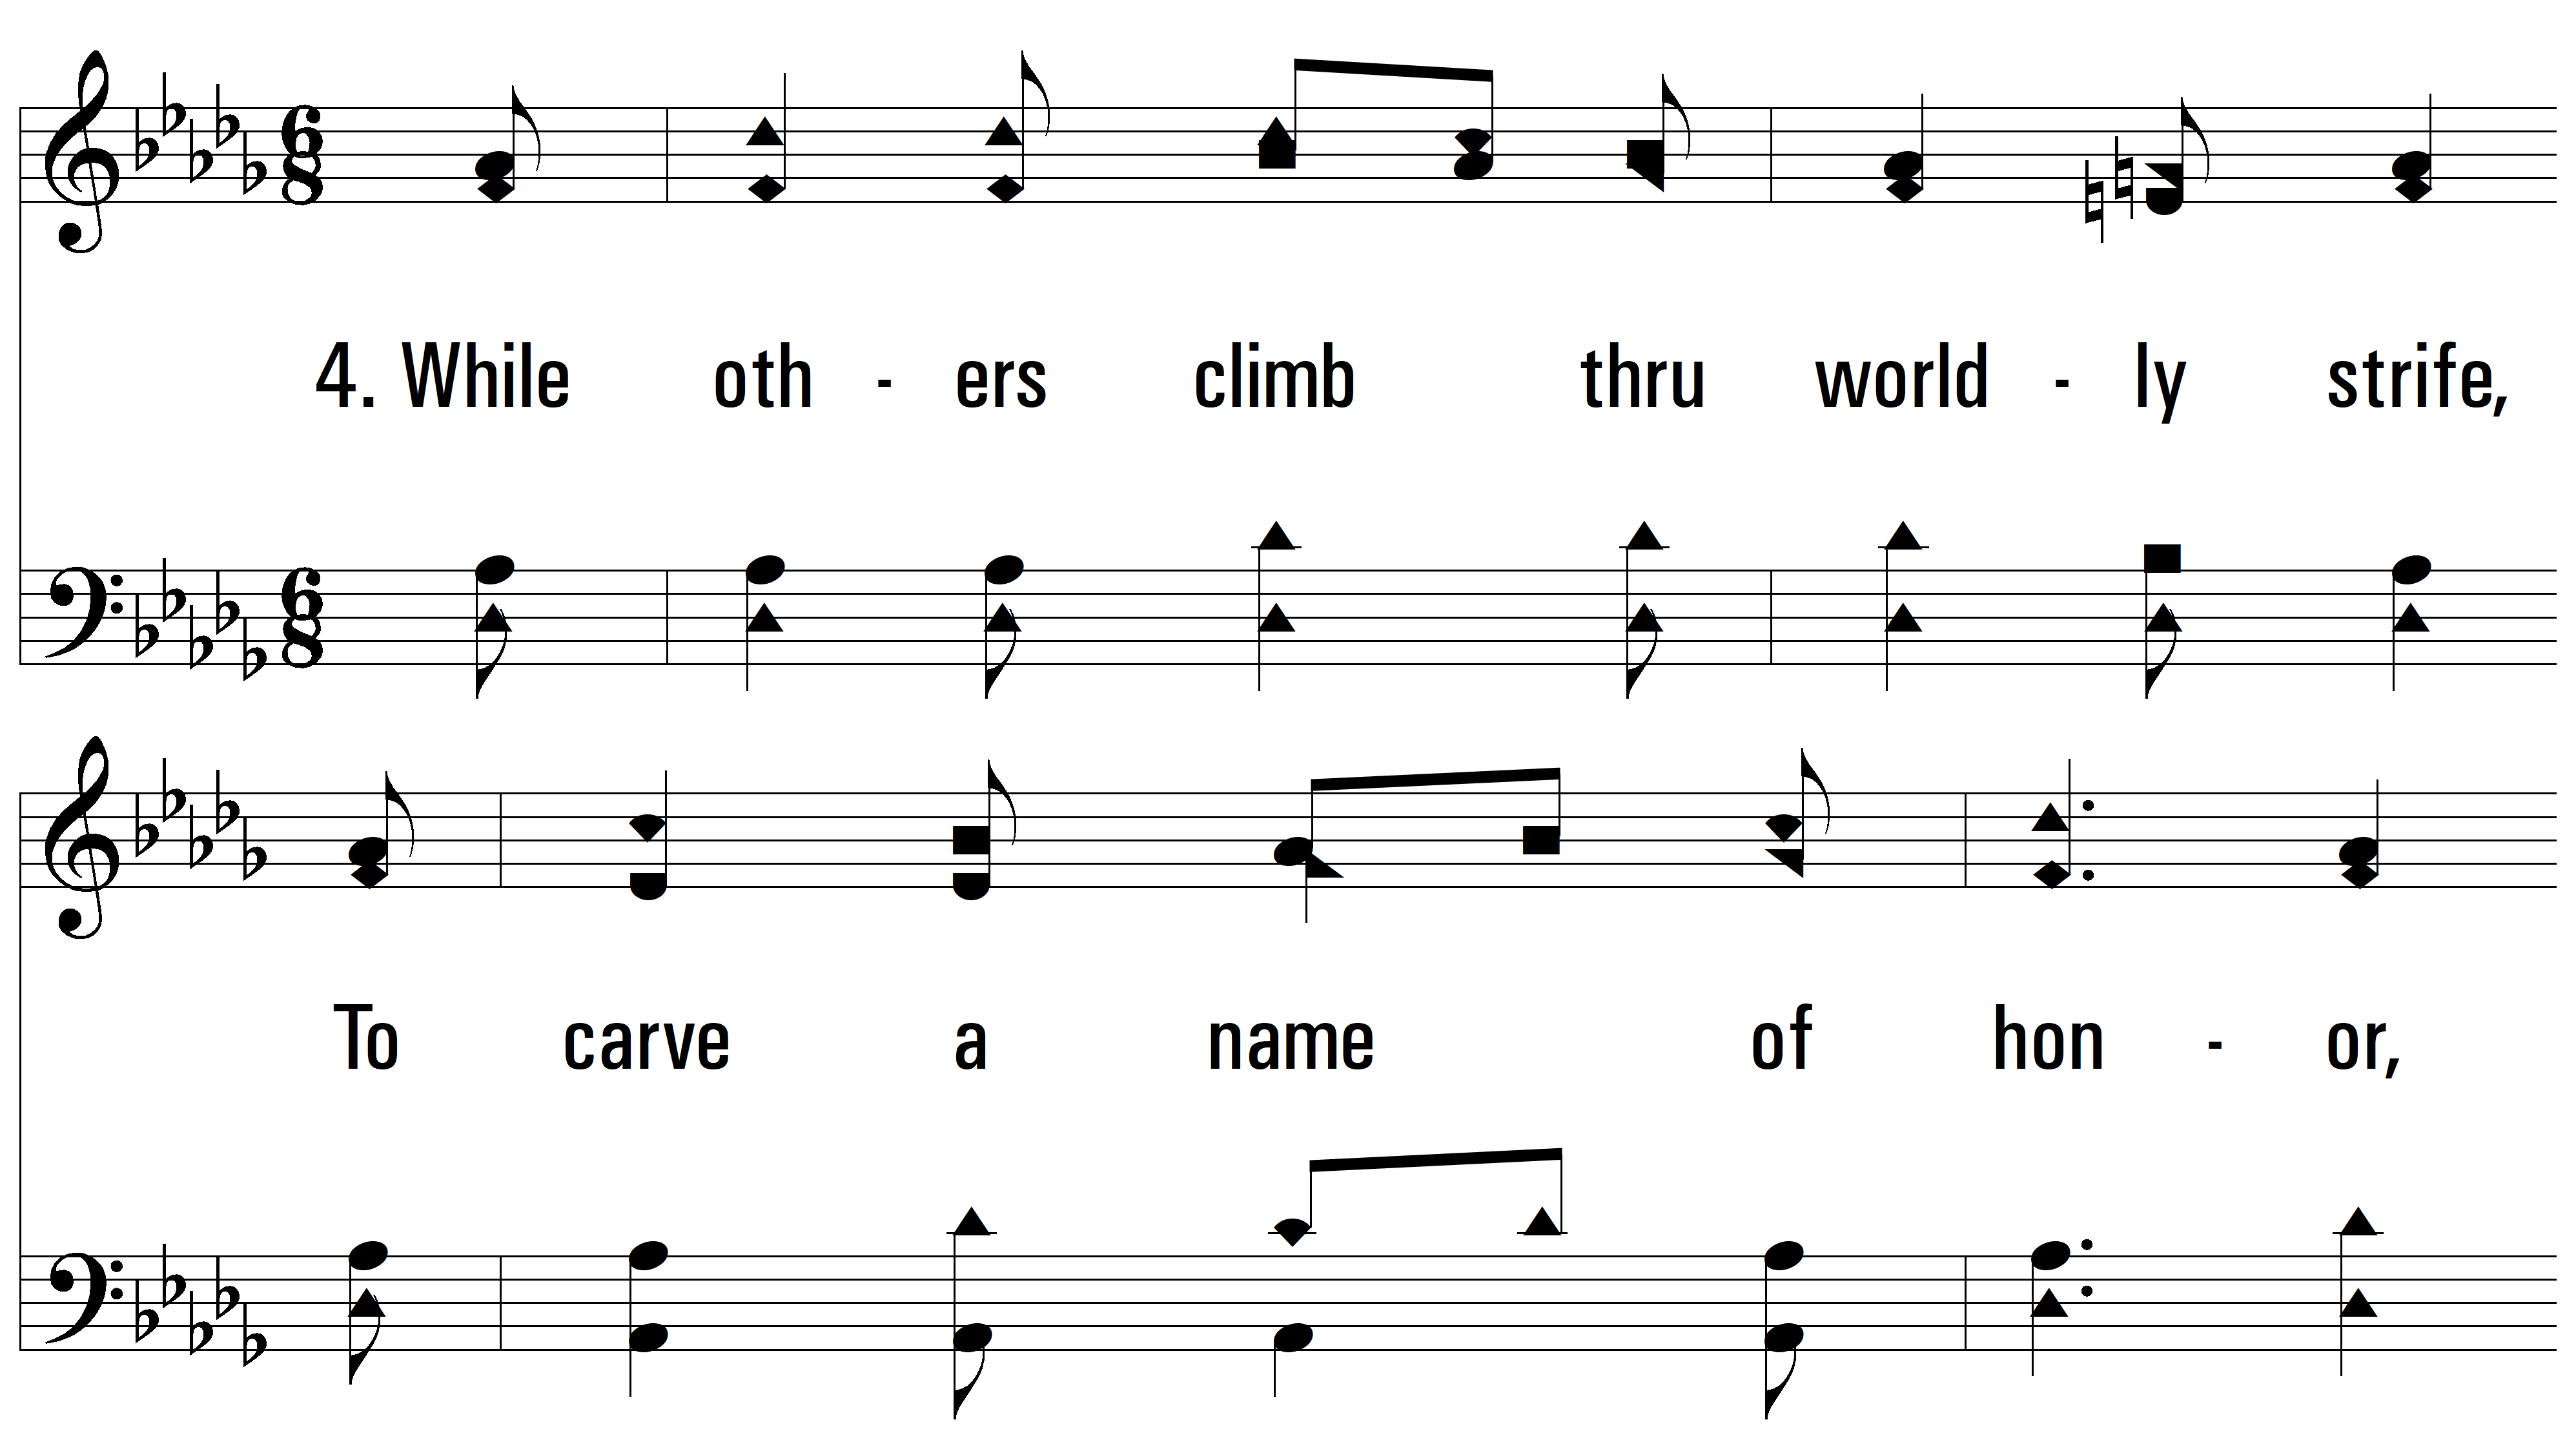 4. While oth - ers climb thru world - ly strife,
To carve a name of hon - or,